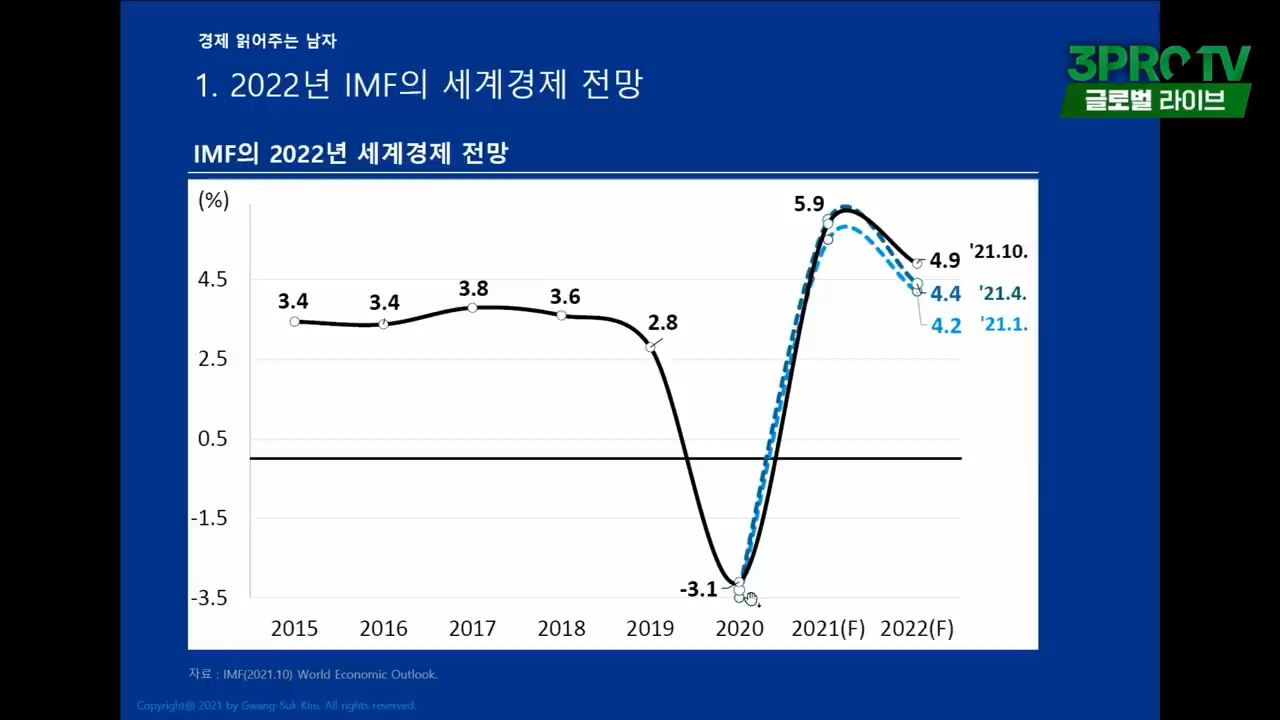 경제 읽어주는 남자
3PRO TV
글로벌 라이브
1. 2022년 IMF의 세계경제 전망
IMF의 2022년 세계경제 전망
(%)
4.5
2.5
0.5
-1.5
-3.5
3.4
3.4
3.8
3.6
2.8
-3.1
5.9
4.9 '21.10.
4.4 '21.4.
4.2 '21.1.
2015 2016 2017 2018 2019 2020 2021(F) 2022(F)
자료 : IMF(2021.10) World Economic Outlook.
Copyright@ 2021 by Gwang-Suk Kim. All rights reserved.